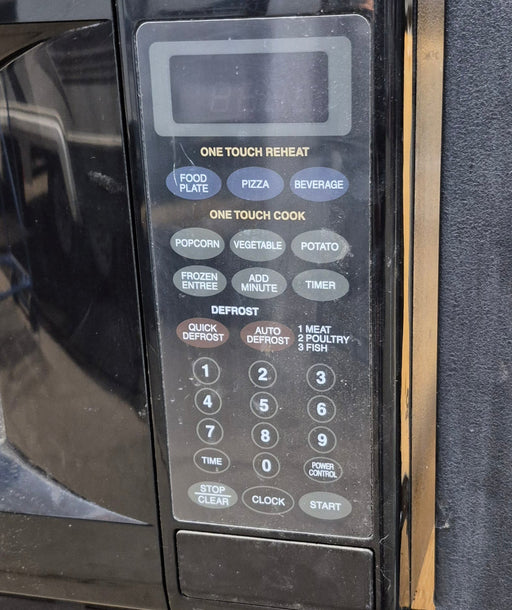 ONE TOUCH REHEAT
FOOD PLATE
PIZZA
BEVERAGE
ONE TOUCH COOK
POPCORN
VEGETABLE
POTATO
FROZEN ENTREE
ADD MINUTE
TIMER
DEFROST
QUICK DEFROST
AUTO DEFROST
1 MEAT
2 POULTRY
3 FISH
1 2 3
4 5 6
7 8 9
TIME 0 POWER CONTROL
STOP CLEAR
CLOCK
START